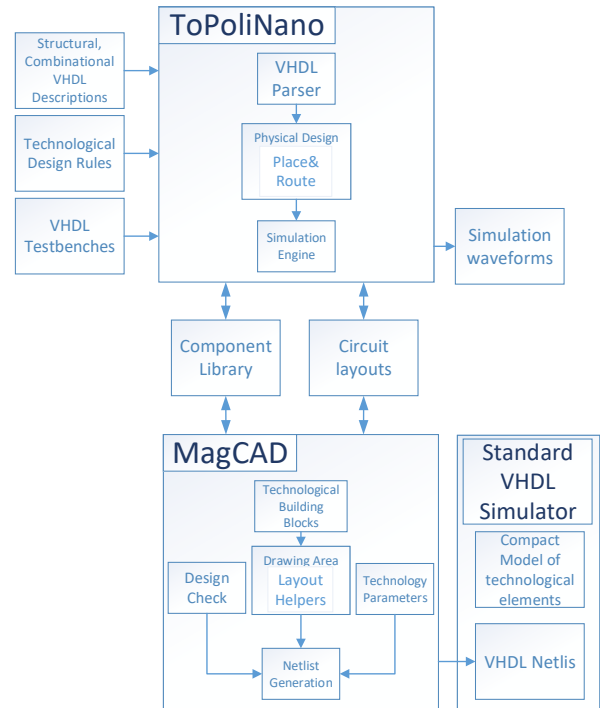 ToPoliNano
Structural,
Combinational
VHDL
Descriptions
Technological
Design Rules
VHDL
Testbenches
VHDL
Parser
Physical Design
Place&
Route
Simulation
Engine
Simulation
waveforms
Component
Library
Circuit
layouts
MagCAD
Technological
Building
Blocks
Design
Check
Drawing Area
Layout
Helpers
Technology
Parameters
Netlist
Generation
Standard
VHDL
Simulator
Compact
Model of
technological
elements
VHDL Netlis